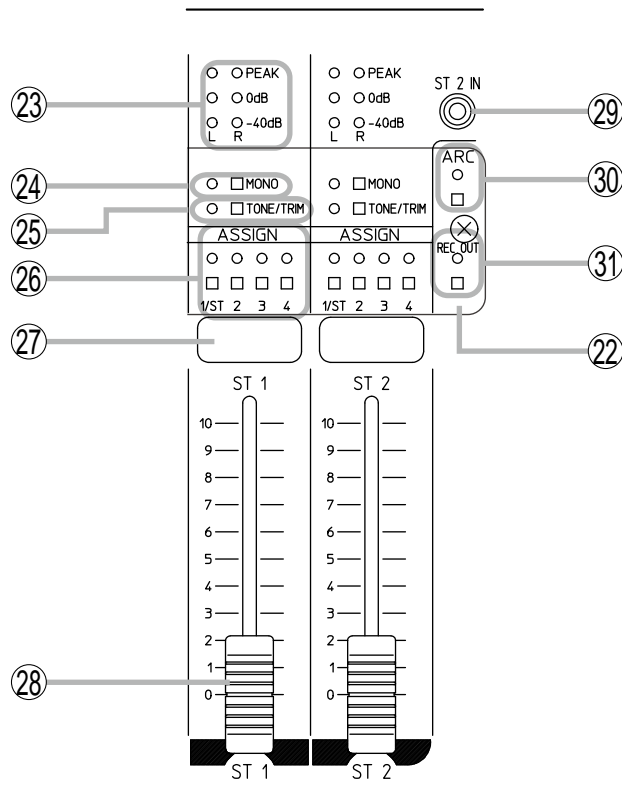 PEAK PEAK
ST 2 IN
23 0dB 0dB 29
-40dB -40dB
L R L R
ARC
24 MONO MONO 30
25 TONE/TRIM TONE/TRIM
ASSIGN ASSIGN
REC OUT
26 31
1/ST 2 3 4 1/ST 2 3 4
27 22
ST 1 ST 2
10 10
9 9
8 8
7 7
6 6
5 5
4 4
3 3
2 2
1 1
28
0 0
ST 1 ST 2